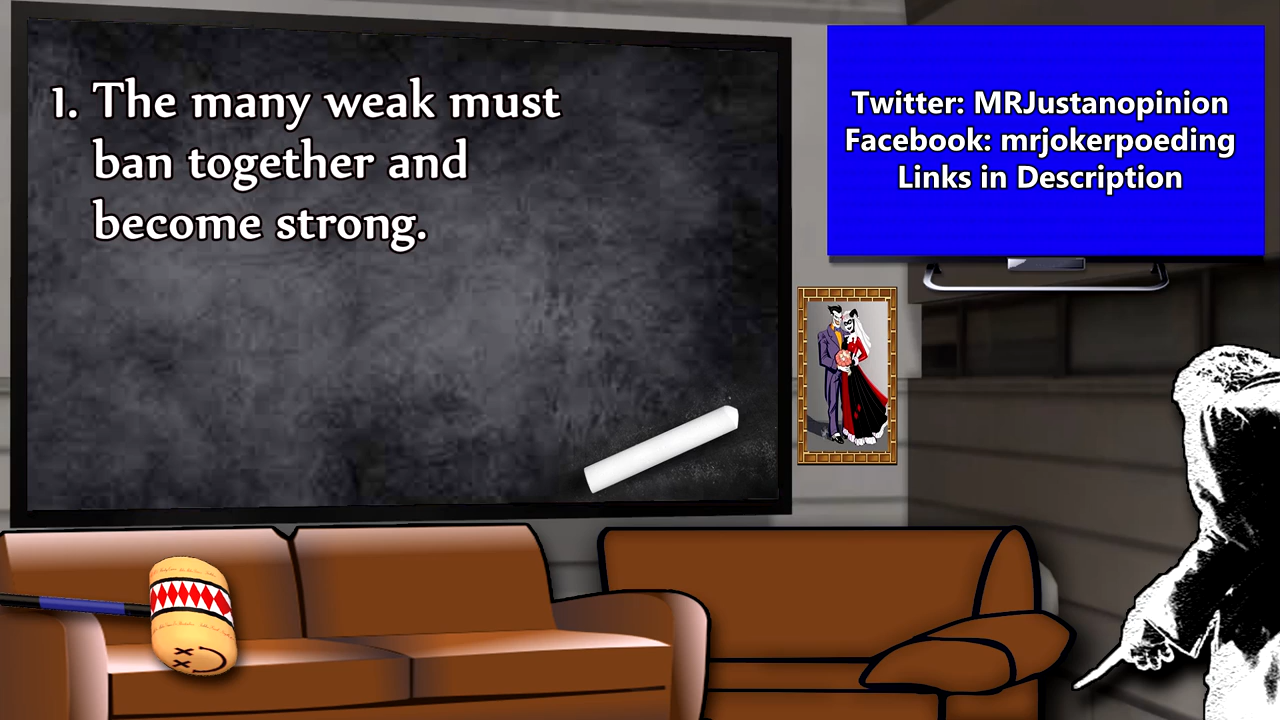 1. The many weak must
ban together and
become strong.
Twitter: MRJustanopinion
Facebook: mrjokerpoeding
Links in Description